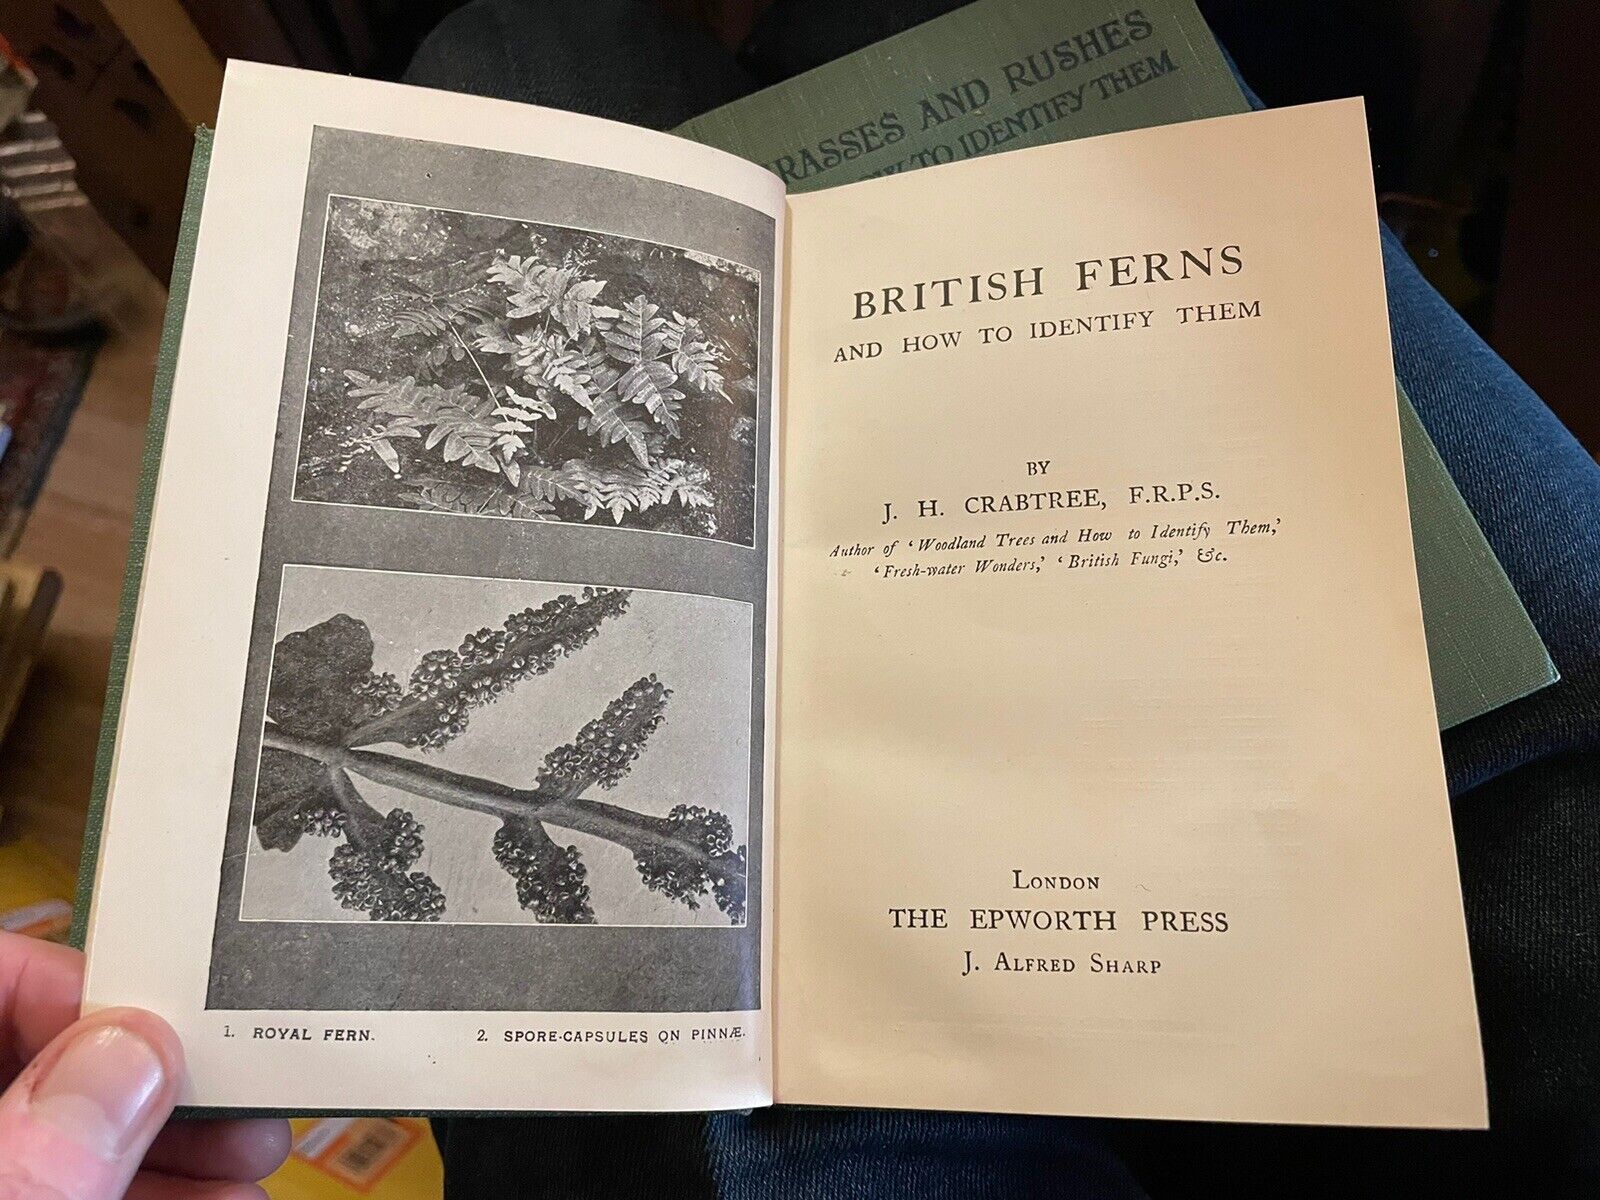 RASSES AND RUSHES
TO IDENTIFY THEM
1. ROYAL FERN.
2. SPORE-CAPSULES ON PINNÆ.
BRITISH FERNS
AND HOW TO IDENTIFY THEM
BY
J. H. CRABTREE, F.R.P.S.
Author of ‘Woodland Trees and How to Identify Them,’
‘Fresh-water Wonders,’ ‘British Fungi,’ &c.
London
THE EPWORTH PRESS
J. Alfred Sharp